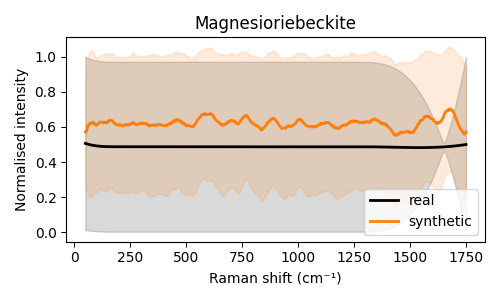 Magnesioriebeckite
Normalised intensity
1.0
0.8
0.6
0.4
0.2
0.0
real
synthetic
0 250 500 750 1000 1250 1500 1750
Raman shift (cm⁻¹)